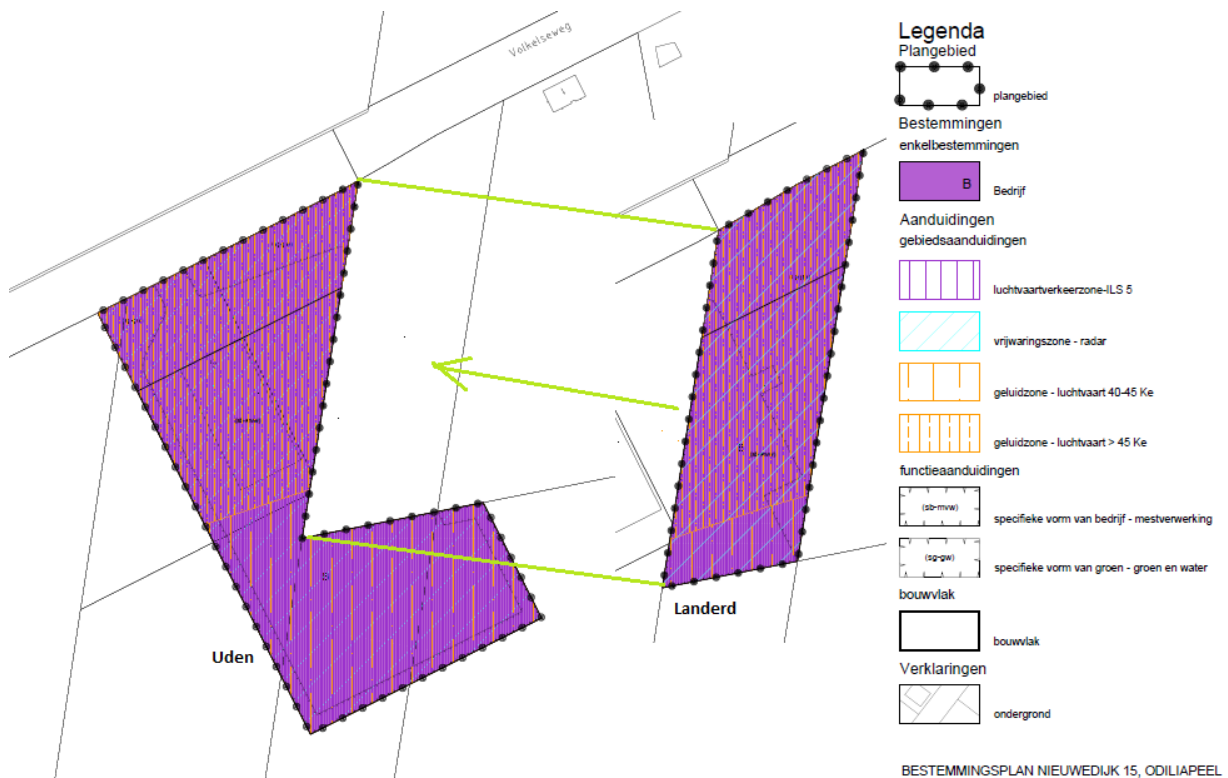 Volkelseweg
Uden
Landerd
B
Legenda
Plangebied
plangebied
Bestemmingen
enkelbestemmingen
B
Bedrijf
Aanduidingen
gebiedsaanduidingen
luchtvaartverkeerzone-ILS 5
vrijwaringszone - radar
geluidzone - luchtvaart 40-45 Ke
geluidzone - luchtvaart > 45 Ke
functieaanduidingen
(sb-mvw)
specifieke vorm van bedrijf - mestverwerking
(sg-gw)
specifieke vorm van groen - groen en water
bouwvlak
bouwvlak
Verklaringen
ondergrond
BESTEMMINGSPLAN NIEUWEDIJK 15, ODILIAPEEL